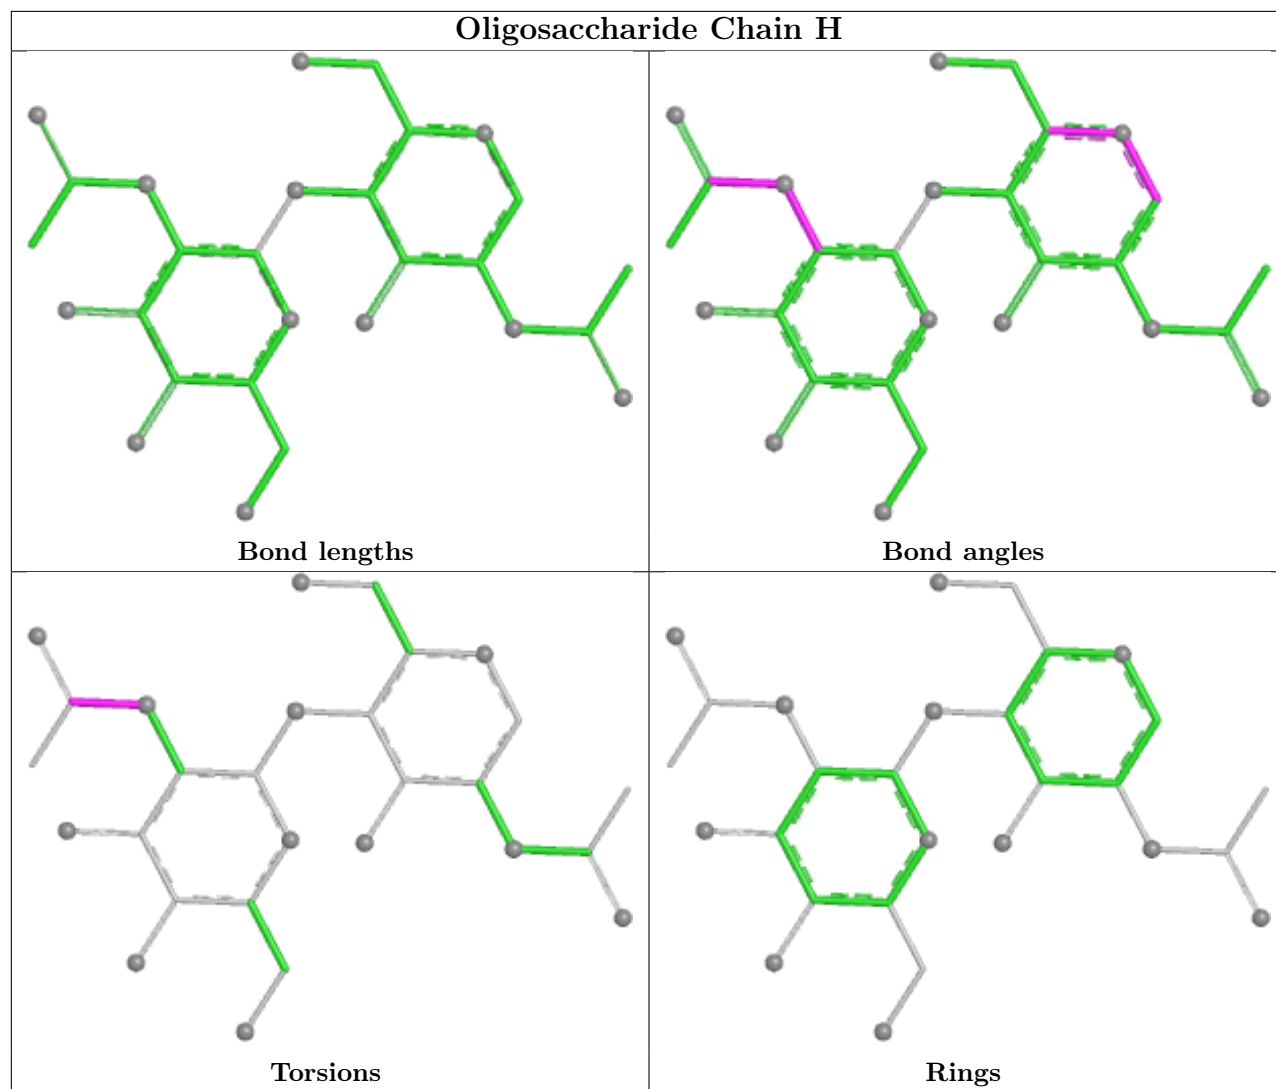 Oligosaccharide Chain H
Bond lengths
Bond angles
Torsions
Rings